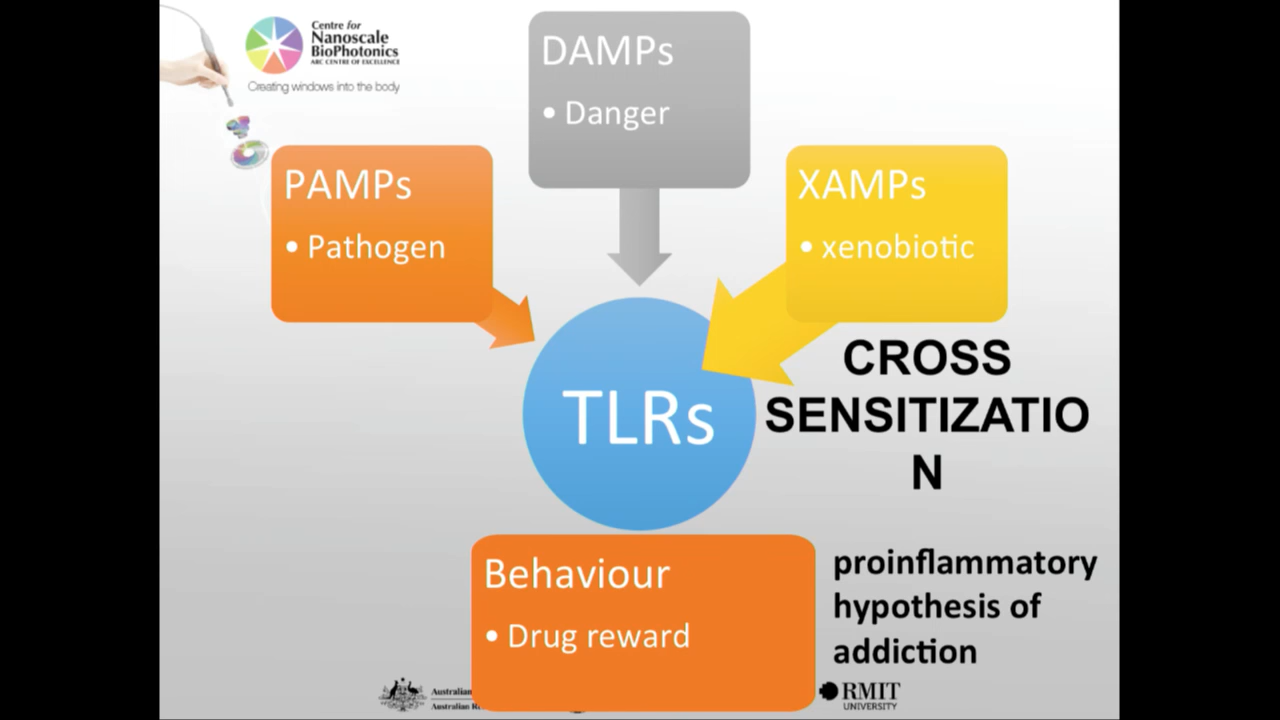 Centre for
Nanoscale
BioPhotonics
ARC CENTRE OF EXCELLENCE
Creating windows into the body
DAMPs
• Danger
PAMPs
• Pathogen
XAMPs
• xenobiotic
TLRs
CROSS
SENSITIZATIO
N
Behaviour
• Drug reward
proinflammatory
hypothesis of
addiction
Australian
RMIT
UNIVERSITY